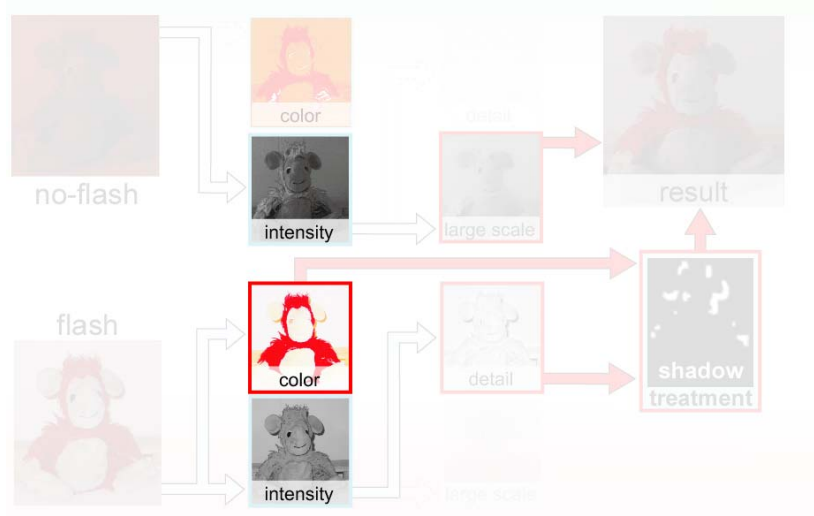 color
detail
no-flash
intensity
large scale
result
flash
color
detail
shadow
treatment
intensity
large scale